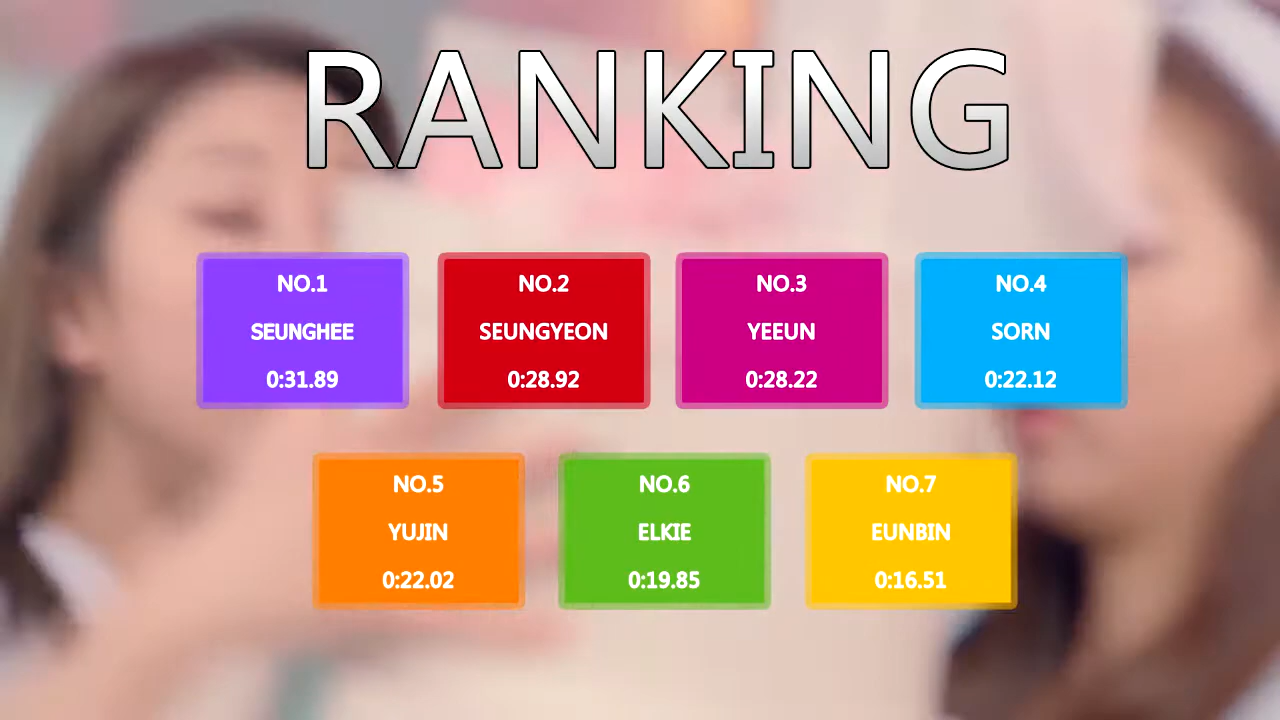 RANKING
NO.1
SEUNGHEE
0:31.89
NO.2
SEUNGYEON
0:28.92
NO.3
YEEUN
0:28.22
NO.4
SORN
0:22.12
NO.5
YUJIN
0:22.02
NO.6
ELKIE
0:19.85
NO.7
EUNBIN
0:16.51